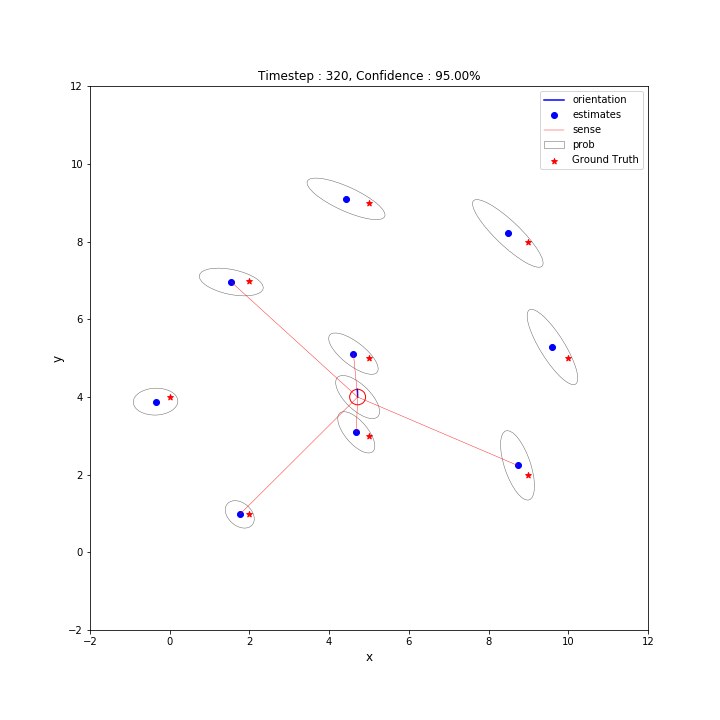 Timestep : 320, Confidence : 95.00%
orientation
estimates
sense
prob
Ground Truth
12
10
8
6
4
2
0
−2
y
−2 0 2 4 6 8 10 12
x